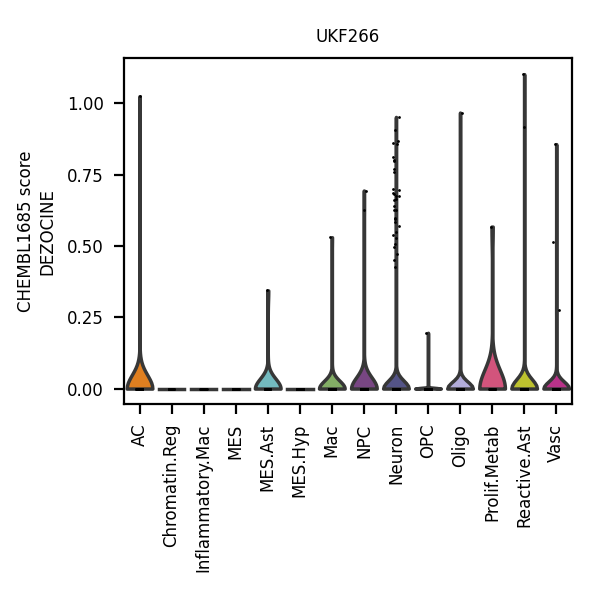 UKF266
CHEMBL1685 score
DEZOCINE
1.00
0.75
0.50
0.25
0.00
AC
Chromatin.Reg
Inflammatory.Mac
MES
MES.Ast
MES.Hyp
Mac
NPC
Neuron
OPC
Oligo
Prolif.Metab
Reactive.Ast
Vasc